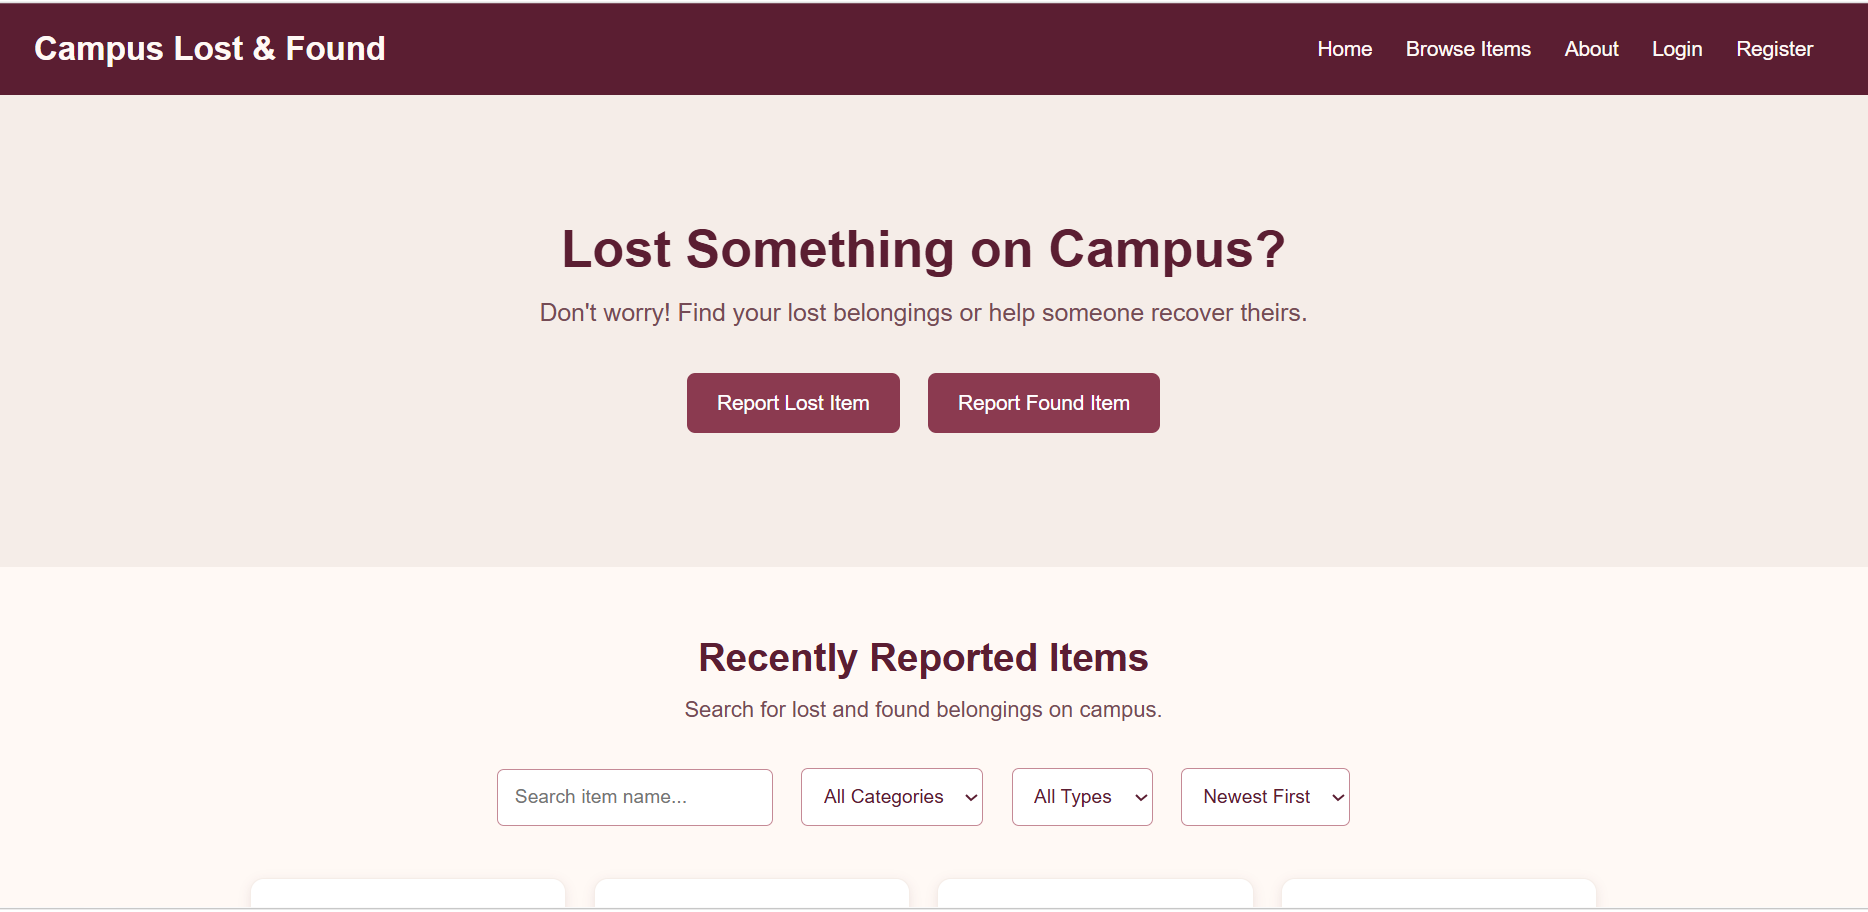 Campus Lost & Found
Home Browse Items About Login Register
Lost Something on Campus?
Don't worry! Find your lost belongings or help someone recover theirs.
Report Lost Item Report Found Item
Recently Reported Items
Search for lost and found belongings on campus.
Search item name... All Categories All Types Newest First